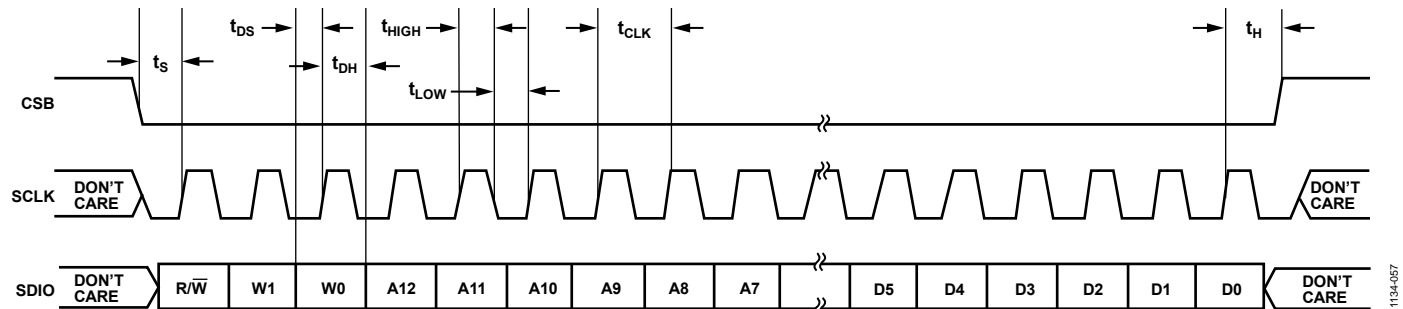 tDS
tHIGH
tCLK
tH
tS
tDH
tLOW
CSB
SCLK
DON'T
CARE
DON'T
CARE
SDIO
DON'T
CARE
R/W̅
W1
W0
A12
A11
A10
A9
A8
A7
D5
D4
D3
D2
D1
D0
DON'T
CARE
1134-057